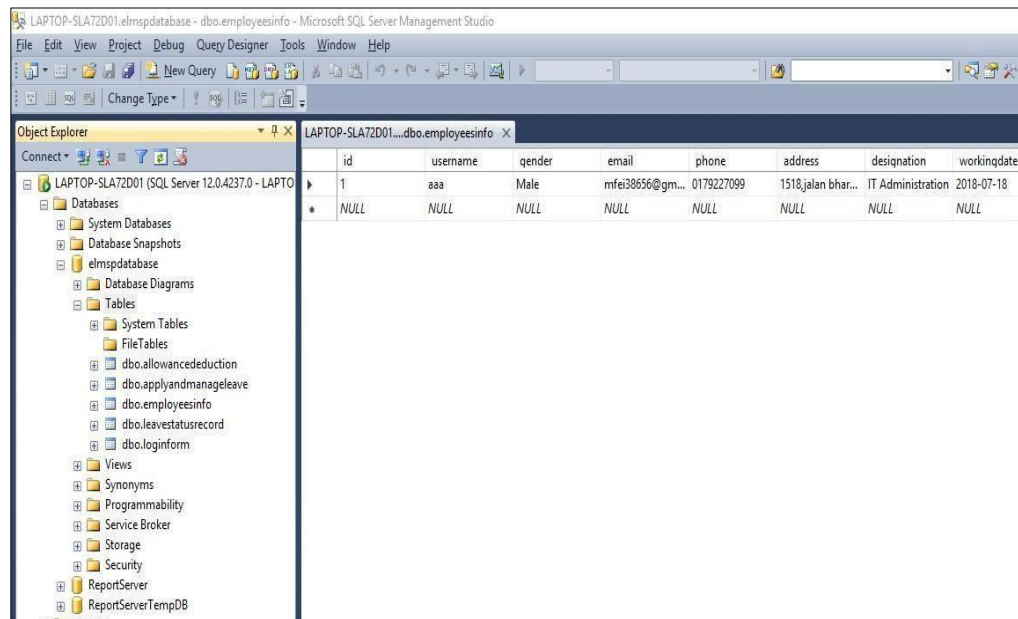 LAPTOP-SLA72D01.elmspdatabase - dbo.employeesinfo - Microsoft SQL Server Management Studio
File Edit View Project Debug Query Designer Tools Window Help
New Query
Change Type
Object Explorer
LAPTOP-SLA72D01....dbo.employeesinfo
Connect
id username gender email phone address designation workingdate
LAPTOP-SLA72D01 (SQL Server 12.0.4237.0 - LAPTO
1 aaa Male mfei38656@gm... 0179227099 1518,jalan bhar... IT Administration 2018-07-18
NULL NULL NULL NULL NULL NULL NULL NULL
Databases
System Databases
Database Snapshots
elmspdatabase
Database Diagrams
Tables
System Tables
FileTables
dbo.allowancededuction
dbo.applyandmanageleave
dbo.employeesinfo
dbo.leavestatusrecord
dbo.loginform
Views
Synonyms
Programmability
Service Broker
Storage
Security
ReportServer
ReportServerTempDB